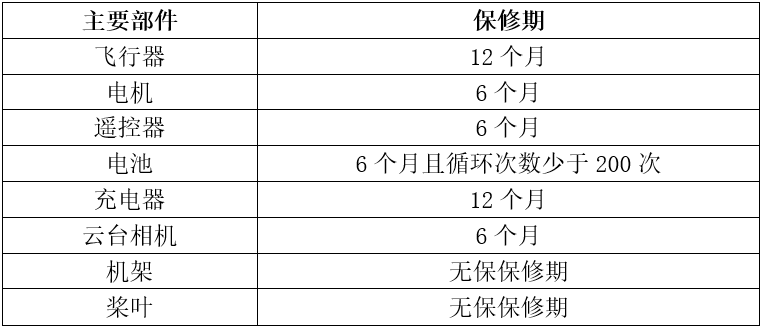 主要部件 保修期
飞行器 12 个月
电机 6 个月
遥控器 6 个月
电池 6 个月且循环次数少于 200 次
充电器 12 个月
云台相机 6 个月
机架 无保保修期
桨叶 无保保修期